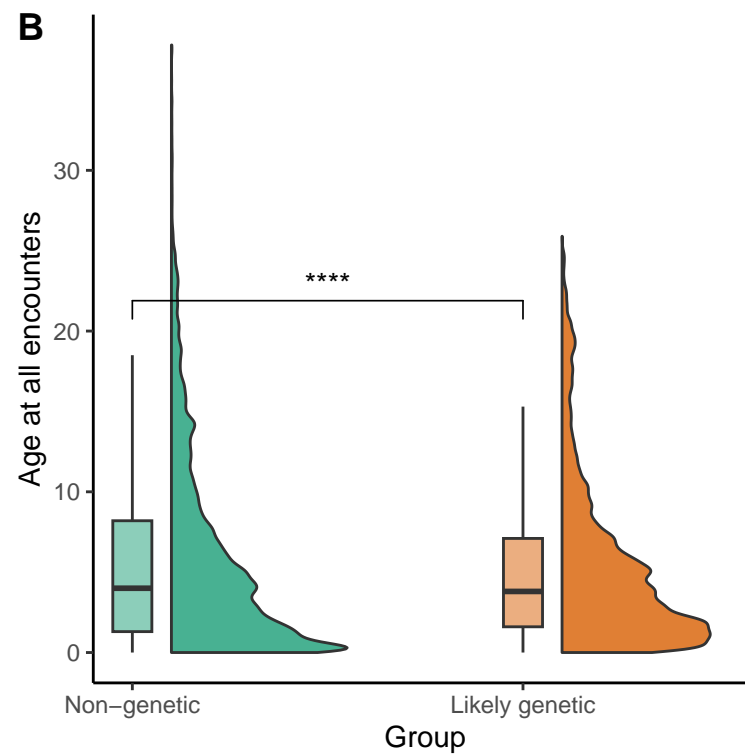 B
Age at all encounters
30
20
10
0
****
Non−genetic
Likely genetic
Group